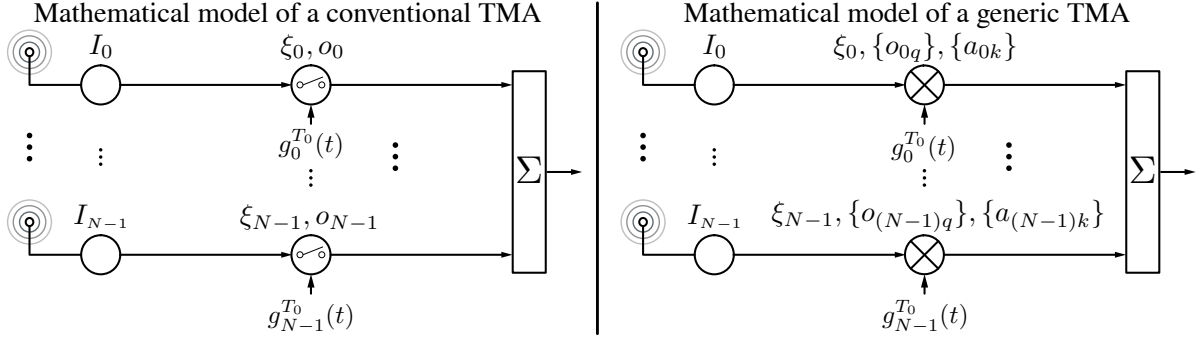 Mathematical model of a conventional TMA
I_0
ξ_0, o_0
g_0^{T_0}(t)
Σ
I_{N-1}
ξ_{N-1}, o_{N-1}
g_{N-1}^{T_0}(t)
Mathematical model of a generic TMA
I_0
ξ_0, {o_{0q}}, {a_{0k}}
g_0^{T_0}(t)
Σ
I_{N-1}
ξ_{N-1}, {o_{(N-1)q}}, {a_{(N-1)k}}
g_{N-1}^{T_0}(t)